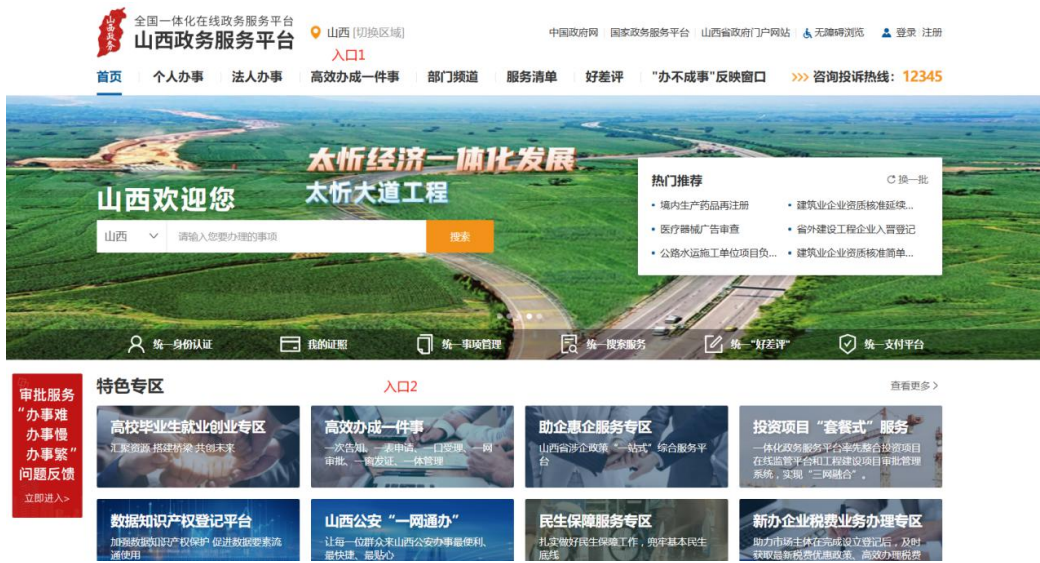 山西政务
全国一体化在线政务服务平台
山西政务服务平台
山西 [切换区域]
中国政府网 国家政务服务平台 山西省政府门户网站 无障碍浏览 登录 注册
入口1
首页 个人办事 法人办事 高效办成一件事 部门频道 服务清单 好差评 "办不成事"反映窗口 >>> 咨询投诉热线：12345
太忻经济一体化发展
太忻大道工程
山西欢迎您
山西 请输入您要办理的事项 搜索
热门推荐 换一批
• 境内生产药品再注册 • 建筑业企业资质核准延续...
• 医疗器械广告审查 • 省外建设工程企业入晋登记
• 公路水运施工单位项目负... • 建筑业企业资质核准简单...
统一身份认证 我的证照 统一事项管理 统一搜索服务 统一"好差评" 统一支付平台
审批服务
"办事难
办事慢
办事繁"
问题反馈
立即进入>
特色专区 入口2 查看更多>
高校毕业生就业创业专区
汇聚资源 搭建桥梁 共创未来
高效办成一件事
一次告知、一表申请、一口受理、一网
审批、一窗发证、一体管理
助企惠企服务专区
山西省涉企政策"一站式"综合服务平
台
投资项目"套餐式"服务
一体化政务服务平台率先整合投资项目
在线监管平台和工程建设项目审批管理
系统，实现"三网融合"。
数据知识产权登记平台
加强数据知识产权保护 促进数据要素流
通使用
山西公安"一网通办"
让每一位群众来山西公安办事最便利、
最快捷、最贴心
民生保障服务专区
扎实做好民生保障工作，兜牢基本民生
底线
新办企业税费业务办理专区
助力市场主体在完成设立登记后，及时
获取最新税费优惠政策、高效办理税费